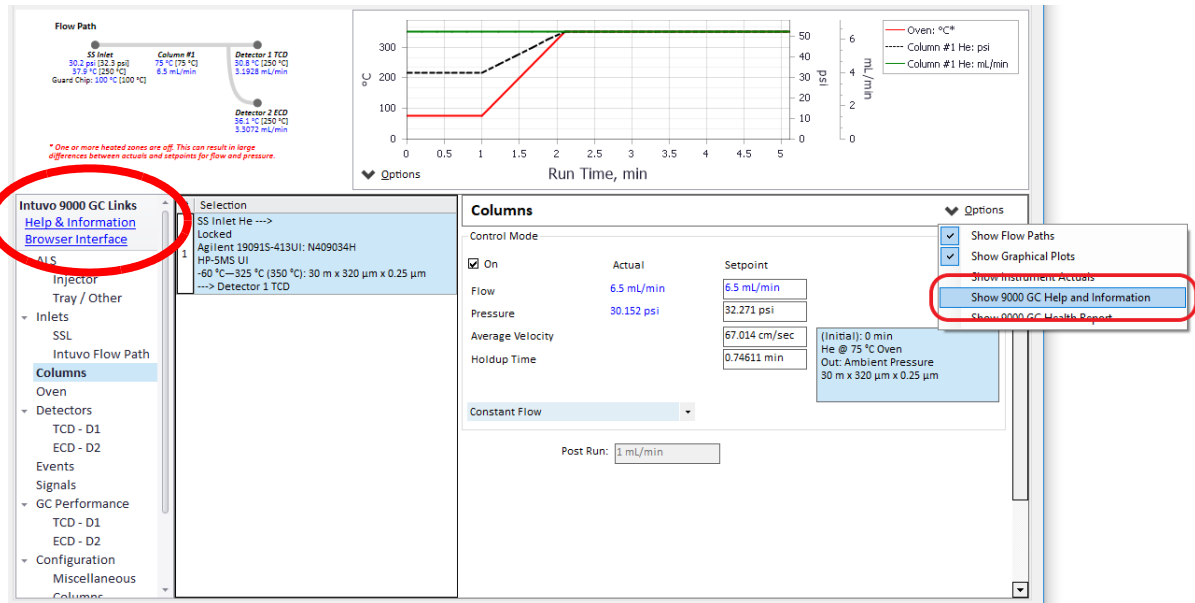 Flow Path
SS Inlet
30.2 psi [32.3 psi]
37.9 °C [250 °C]
Guard Chip: 100 °C [100 °C]
Column #1
75 °C [75 °C]
6.5 mL/min
Detector 1 TCD
30.8 °C [250 °C]
3.1928 mL/min
Detector 2 ECD
36.1 °C [250 °C]
3.3072 mL/min
* One or more heated zones are off. This can result in large
differences between actuals and setpoints for flow and pressure.
300
200
100
0
°C
0 0.5 1 1.5 2 2.5 3 3.5 4 4.5 5
50
40
30
20
10
0
psi
6
4
2
0
mL/min
Oven: °C*
Column #1 He: psi
Column #1 He: mL/min
Options
Run Time, min
Intuvo 9000 GC Links
Help & Information
Browser Interface
ALS
Injector
Tray / Other
Inlets
SSL
Intuvo Flow Path
Columns
Oven
Detectors
TCD - D1
ECD - D2
Events
Signals
GC Performance
TCD - D1
ECD - D2
Configuration
Miscellaneous
Columns
Selection
1
SS Inlet He --->
Locked
Agilent 19091S-413UI: N409034H
HP-5MS UI
-60 °C—325 °C (350 °C): 30 m x 320 µm x 0.25 µm
---> Detector 1 TCD
Columns
Options
Control Mode
On Actual Setpoint
Flow 6.5 mL/min 6.5 mL/min
Pressure 30.152 psi 32.271 psi
Average Velocity 67.014 cm/sec
Holdup Time 0.74611 min
(Initial): 0 min
He @ 75 °C Oven
Out: Ambient Pressure
30 m x 320 µm x 0.25 µm
Constant Flow
Post Run: 1 mL/min
Show Flow Paths
Show Graphical Plots
Show Instrument Actuals
Show 9000 GC Help and Information
Show 9000 GC Health Report